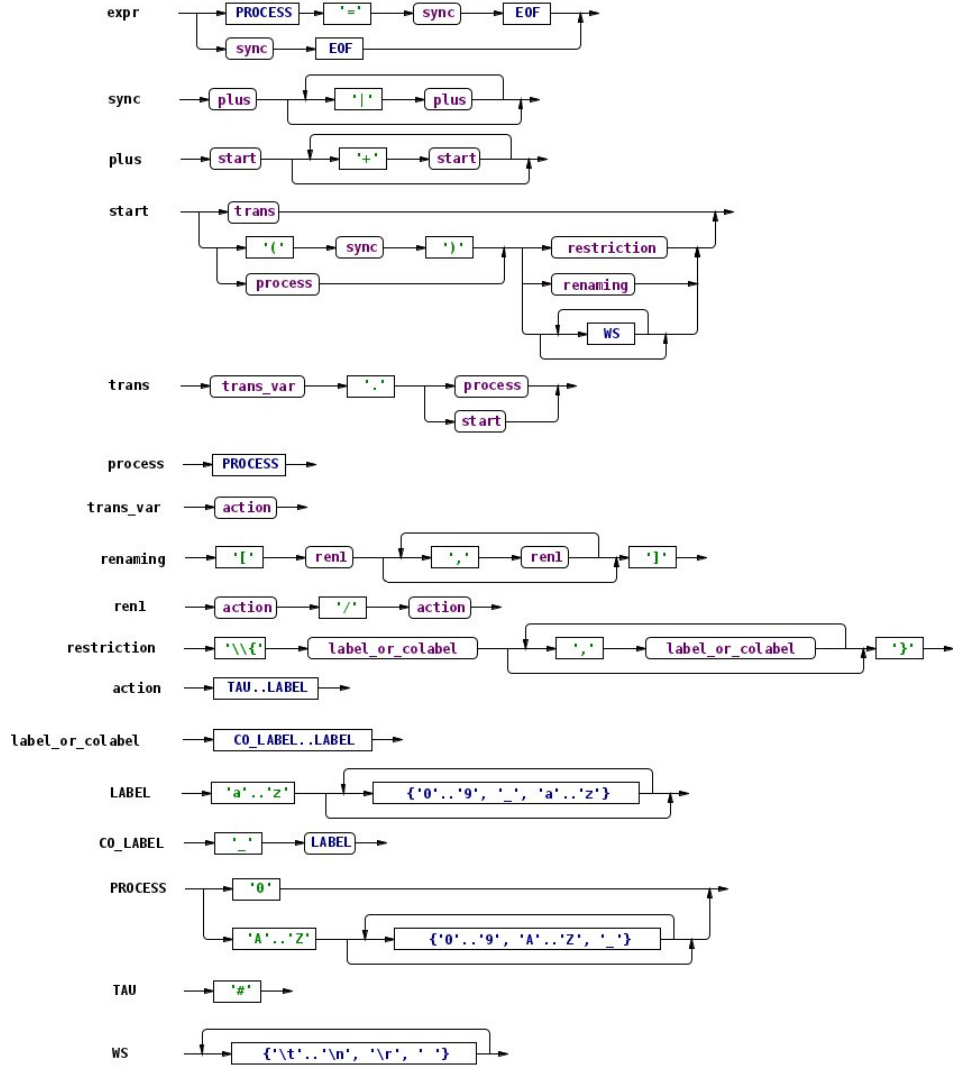 expr PROCESS '=' sync EOF
sync EOF
sync plus '|' plus
plus start '+' start
start trans
'(' sync ')' restriction
process renaming
WS
trans trans_var '.' process
start
process PROCESS
trans_var action
renaming '[' ren1 ',' ren1 ']'
ren1 action '/' action
restriction '\\{' label_or_colabel ',' label_or_colabel '}'
action TAU..LABEL
label_or_colabel CO_LABEL..LABEL
LABEL 'a'..'z' {'0'..'9', '_', 'a'..'z'}
CO_LABEL '_' LABEL
PROCESS '0'
'A'..'Z' {'0'..'9', 'A'..'Z', '_'}
TAU '#'
WS {'\t'..'\n', '\r', ' '}